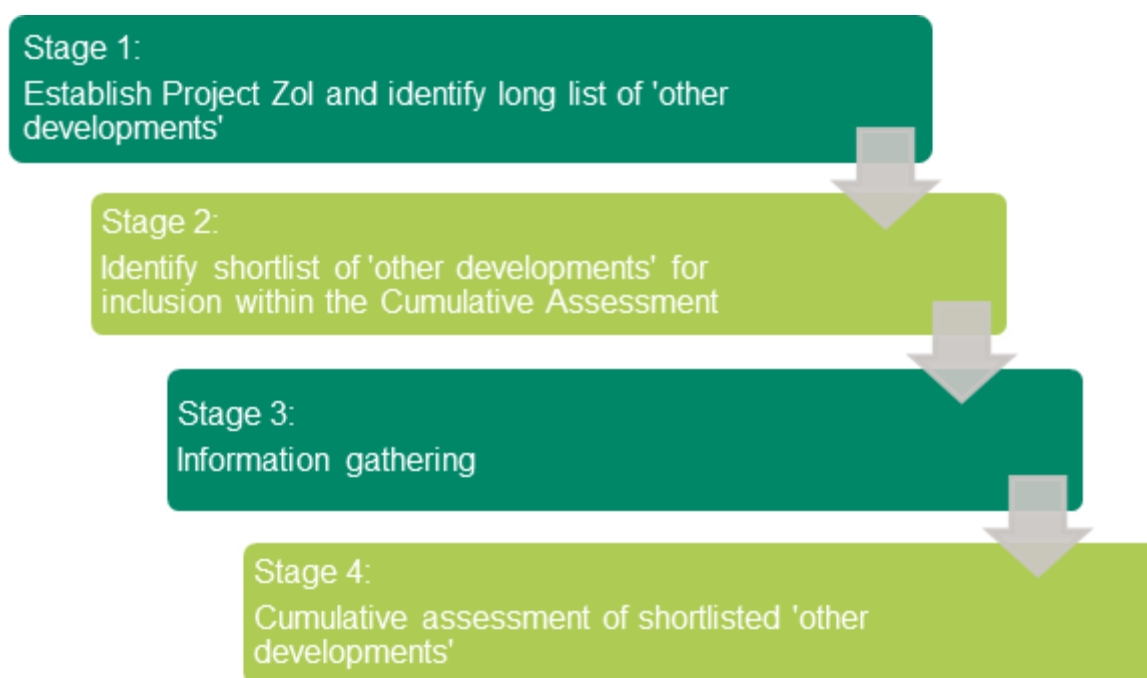 Stage 1:
Establish Project ZoI and identify long list of 'other
developments'
Stage 2:
Identify shortlist of 'other developments' for
inclusion within the Cumulative Assessment
Stage 3:
Information gathering
Stage 4:
Cumulative assessment of shortlisted 'other
developments'